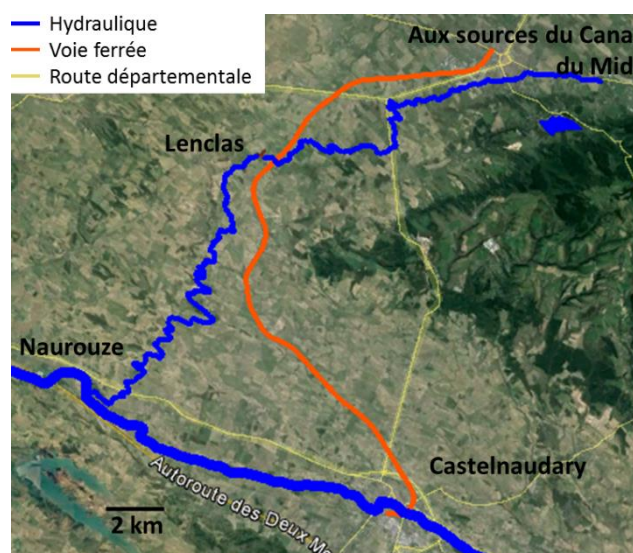 Hydraulique
Voie ferrée
Route départementale
Aux sources du Cana
du Mid
Lenclas
Naurouze
Castelnaudary
Autoroute des Deux Me
2 km